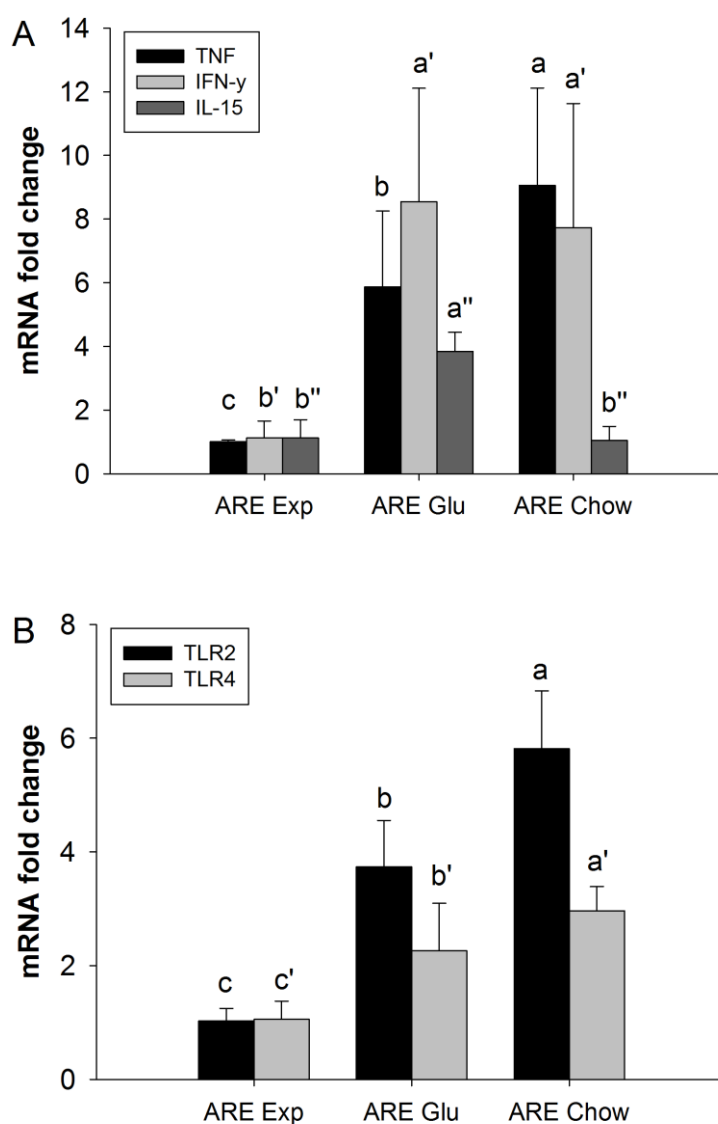 A
TNF
IFN-y
IL-15
mRNA fold change
14
12
10
8
6
4
2
0
c
b'
b"
b
a'
a"
a
a'
b"
ARE Exp
ARE Glu
ARE Chow
B
TLR2
TLR4
mRNA fold change
8
6
4
2
0
c
c'
b
b'
a
a'
ARE Exp
ARE Glu
ARE Chow